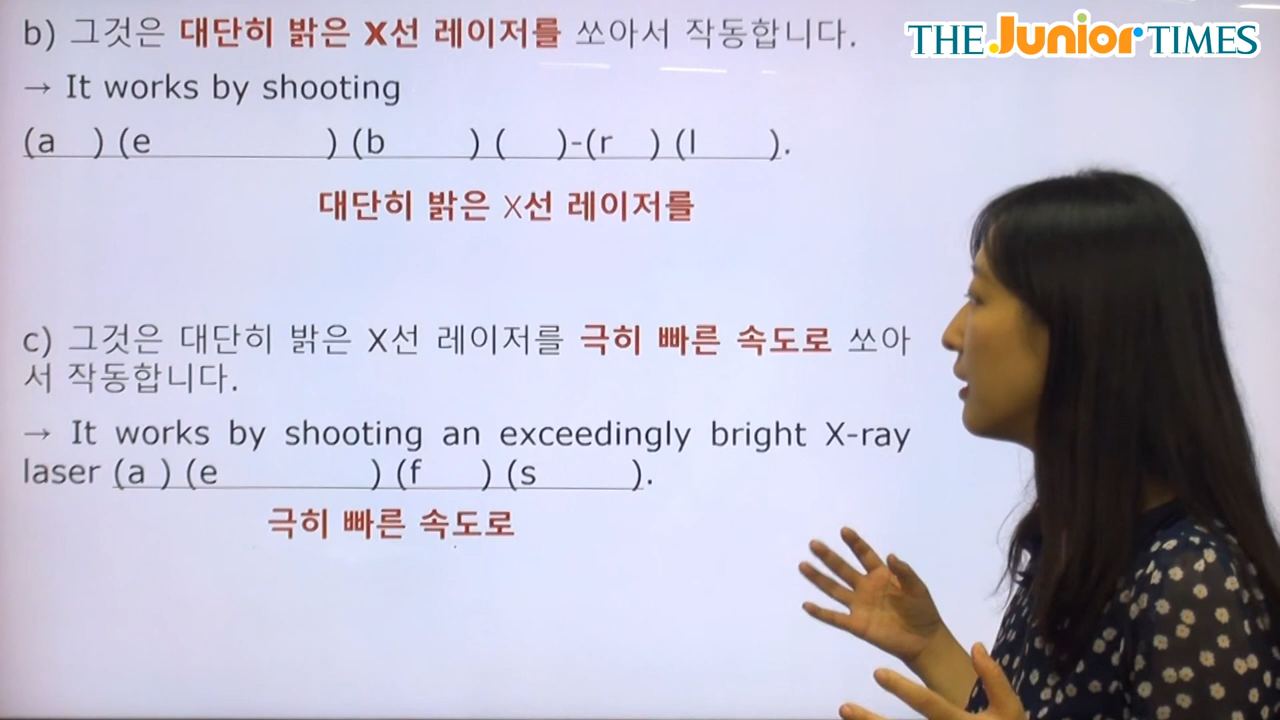 b) 그것은 대단히 밝은 X선 레이저를 쏘아서 작동합니다.
THE Junior TIMES
→ It works by shooting
(a ) (e ) (b ) ( )-(r ) (l ).
대단히 밝은 X선 레이저를
c) 그것은 대단히 밝은 X선 레이저를 극히 빠른 속도로 쏘아
서 작동합니다.
→ It works by shooting an exceedingly bright X-ray
laser (a ) (e ) (f ) (s ).
극히 빠른 속도로